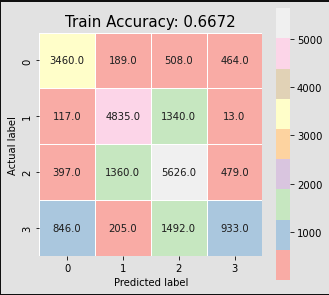 Train Accuracy: 0.6672
0 3460.0 189.0 508.0 464.0
1 117.0 4835.0 1340.0 13.0
2 397.0 1360.0 5626.0 479.0
3 846.0 205.0 1492.0 933.0
0 1 2 3
Actual label
Predicted label
5000
4000
3000
2000
1000